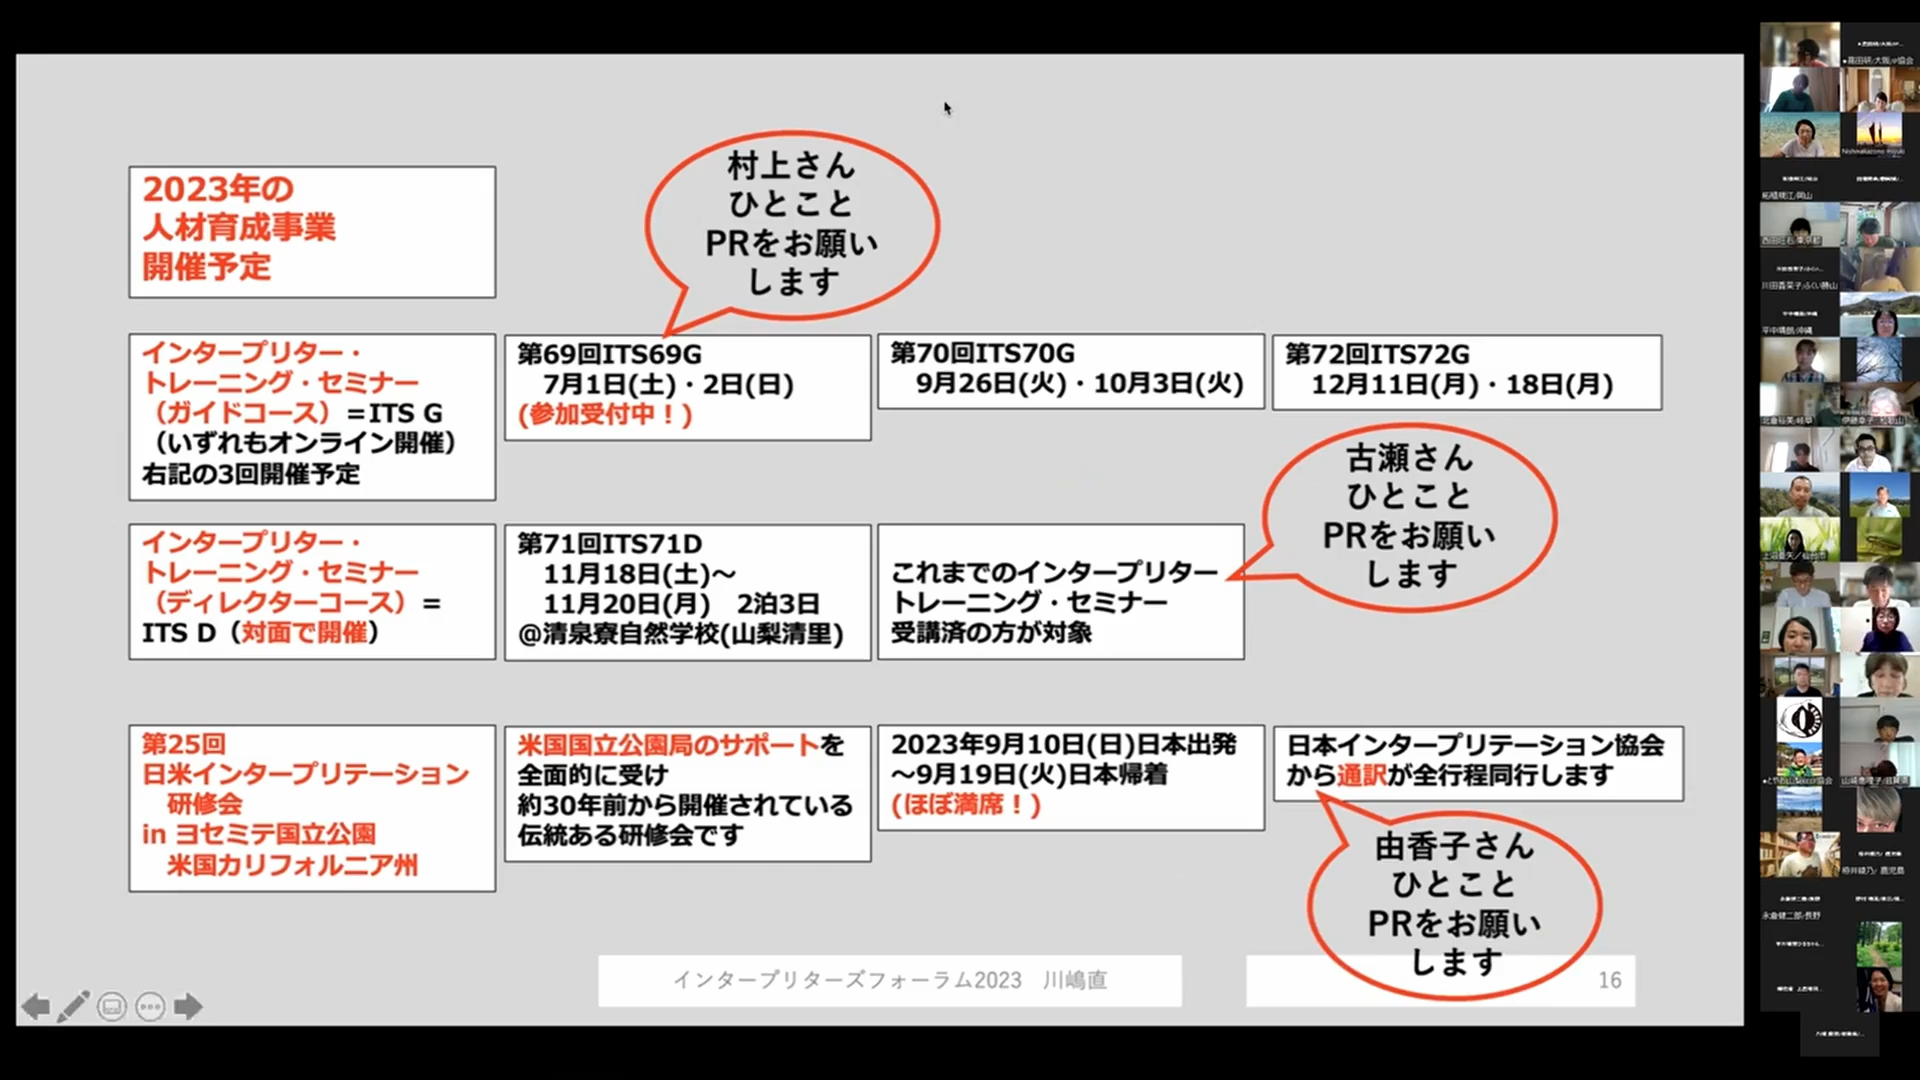 2023年の
人材育成事業
開催予定
村上さん
ひとこと
PRをお願い
します
インタープリター・
トレーニング・セミナー
（ガイドコース）＝ITS G
（いずれもオンライン開催）
右記の3回開催予定
第69回ITS69G
7月1日(土)・2日(日)
(参加受付中！)
第70回ITS70G
9月26日(火)・10月3日(火)
第72回ITS72G
12月11日(月)・18日(月)
インタープリター・
トレーニング・セミナー
（ディレクターコース）＝
ITS D（対面で開催）
第71回ITS71D
11月18日(土)～
11月20日(月)　2泊3日
@清泉寮自然学校(山梨清里)
これまでのインタープリター
トレーニング・セミナー
受講済の方が対象
古瀬さん
ひとこと
PRをお願い
します
第25回
日米インタープリテーション
研修会
in ヨセミテ国立公園
米国カリフォルニア州
米国国立公園局のサポートを
全面的に受け
約30年前から開催されている
伝統ある研修会です
2023年9月10日(日)日本出発
～9月19日(火)日本帰着
(ほぼ満席！)
日本インタープリテーション協会
から通訳が全行程同行します
由香子さん
ひとこと
PRをお願い
します
インタープリターズフォーラム2023　川嶋直
16